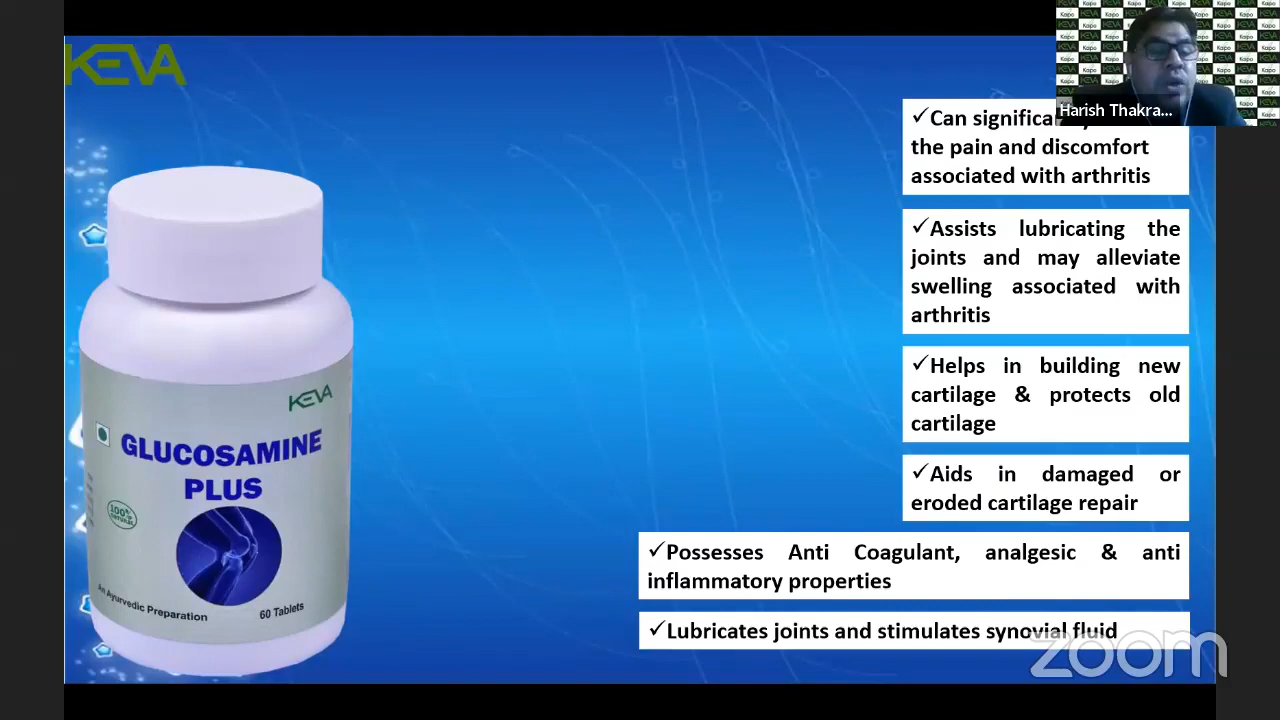 KEVA
Harish Thakra...
✓Can significa
the pain and discomfort
associated with arthritis
✓Assists lubricating the
joints and may alleviate
swelling associated with
arthritis
✓Helps in building new
cartilage & protects old
cartilage
✓Aids in damaged or
eroded cartilage repair
✓Possesses Anti Coagulant, analgesic & anti
inflammatory properties
✓Lubricates joints and stimulates synovial fluid
KEVA
GLUCOSAMINE
PLUS
100%
An Ayurvedic Preparation
60 Tablets
zoom